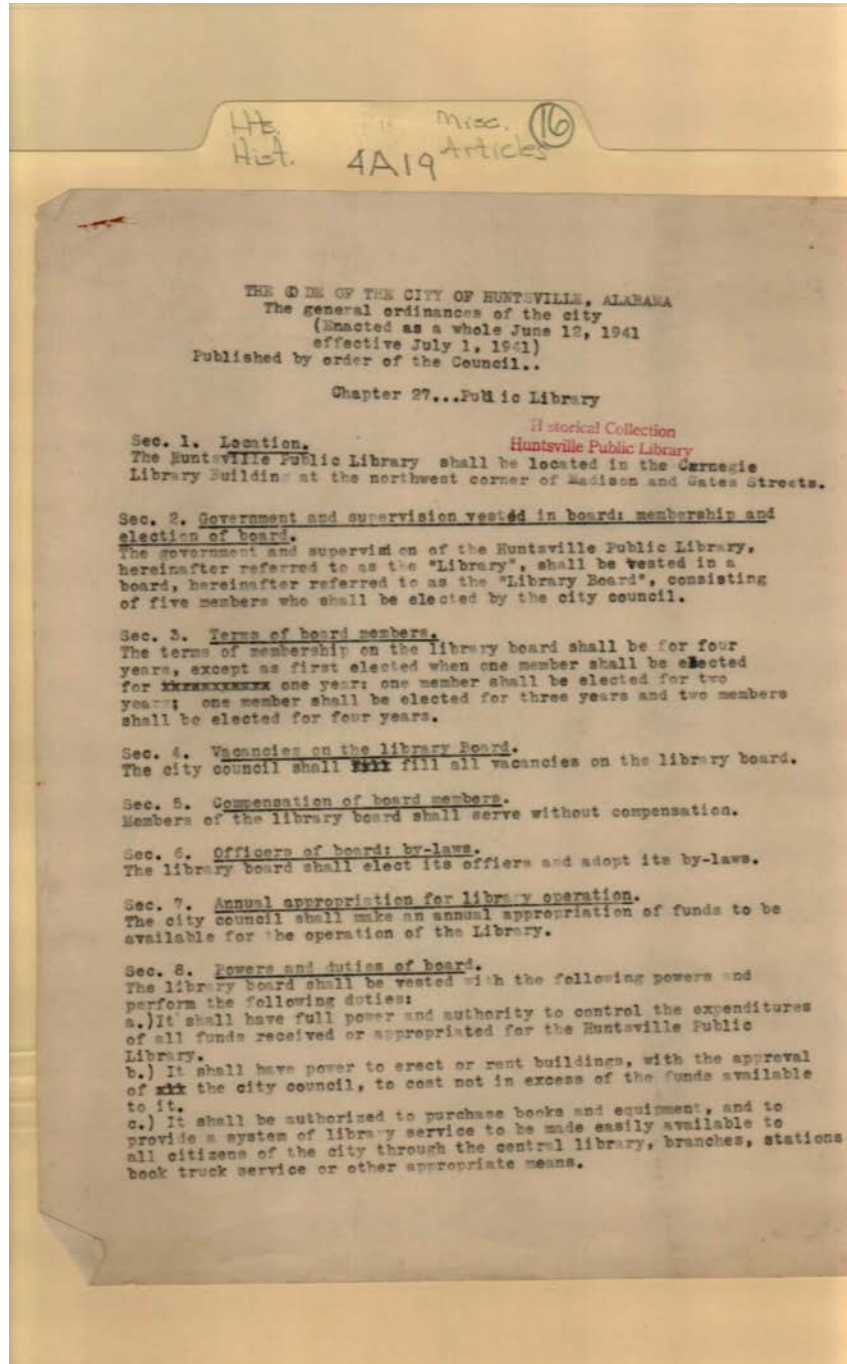 Hist.
4A19
Misc.
Articles
16
THE CODE OF THE CITY OF HUNTSVILLE, ALABAMA
The general ordinances of the city
(Enacted as a whole June 12, 1941
effective July 1, 1941)
Published by order of the Council..
Chapter 27...Public Library
Historical Collection
Huntsville Public Library
Sec. 1. Location.
The Huntsville Public Library shall be located in the Carnegie
Library Building at the northwest corner of Madison and Gates Streets.
Sec. 2. Government and supervision vested in board: membership and
election of board.
The government and supervision of the Huntsville Public Library,
hereinafter referred to as the "Library", shall be vested in a
board, hereinafter referred to as the "Library Board", consisting
of five members who shall be elected by the city council.
Sec. 3. Terms of board members.
The terms of membership on the library board shall be for four
years, except as first elected when one member shall be elected
for one year: one member shall be elected for two
years; one member shall be elected for three years and two members
shall be elected for four years.
Sec. 4. Vacancies on the library Board.
The city council shall fill all vacancies on the library board.
Sec. 5. Compensation of board members.
Members of the library board shall serve without compensation.
Sec. 6. Officers of board: by-laws.
The library board shall elect its offiers and adopt its by-laws.
Sec. 7. Annual appropriation for library operation.
The city council shall make an annual appropriation of funds to be
available for the operation of the Library.
Sec. 8. Powers and duties of board.
The library board shall be vested with the following powers and
perform the following duties:
a.)It shall have full power and authority to control the expenditures
of all funds received or appropriated for the Huntsville Public
Library.
b.) It shall have power to erect or rent buildings, with the approval
of the city council, to cost not in excess of the funds available
to it.
c.) It shall be authorized to purchase books and equipment, and to
provide a system of library service to be made easily available to
all citizens of the city through the central library, branches, stations
book truck service or other appropriate means.